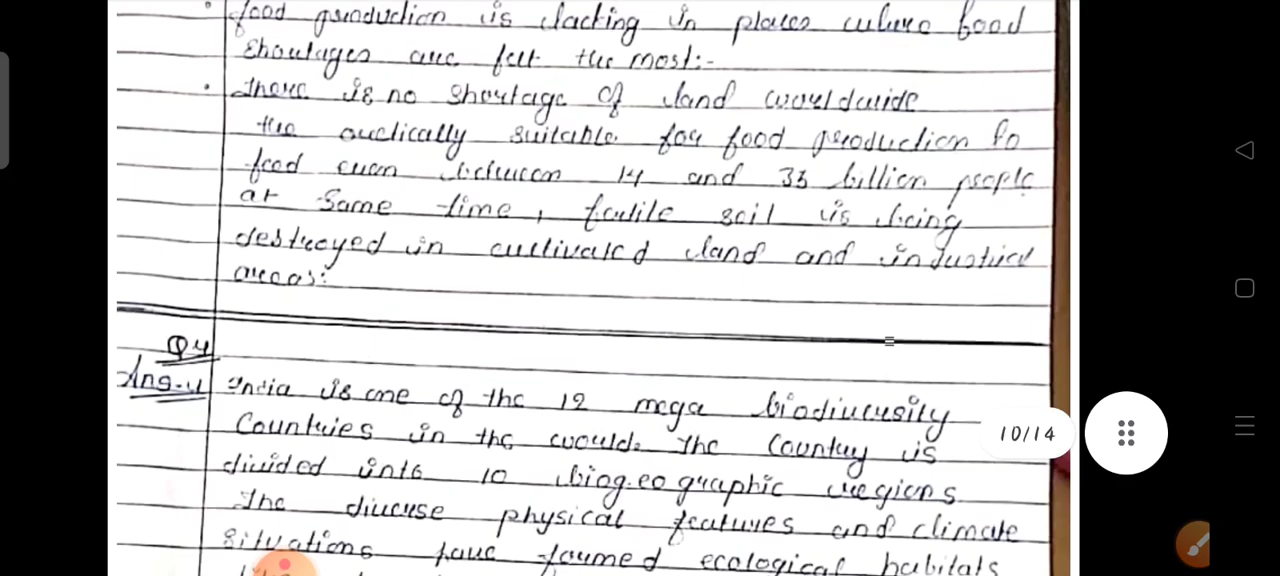 food production is lacking in places where food
shortages are felt the most:-
There is no shortage of land worldwide
the suitable for food production to
feed even between 14 and 33 billion people
at same time, fertile soil is being
destroyed in cultivated land and industrial
areas:
Q4
Ans-4 India is one of the 12 mega biodiversity
Countries in the world. The Country is
10/14
divided into 10 biogeographic regions.
The diverse physical features and climate
situations have formed ecological habitats